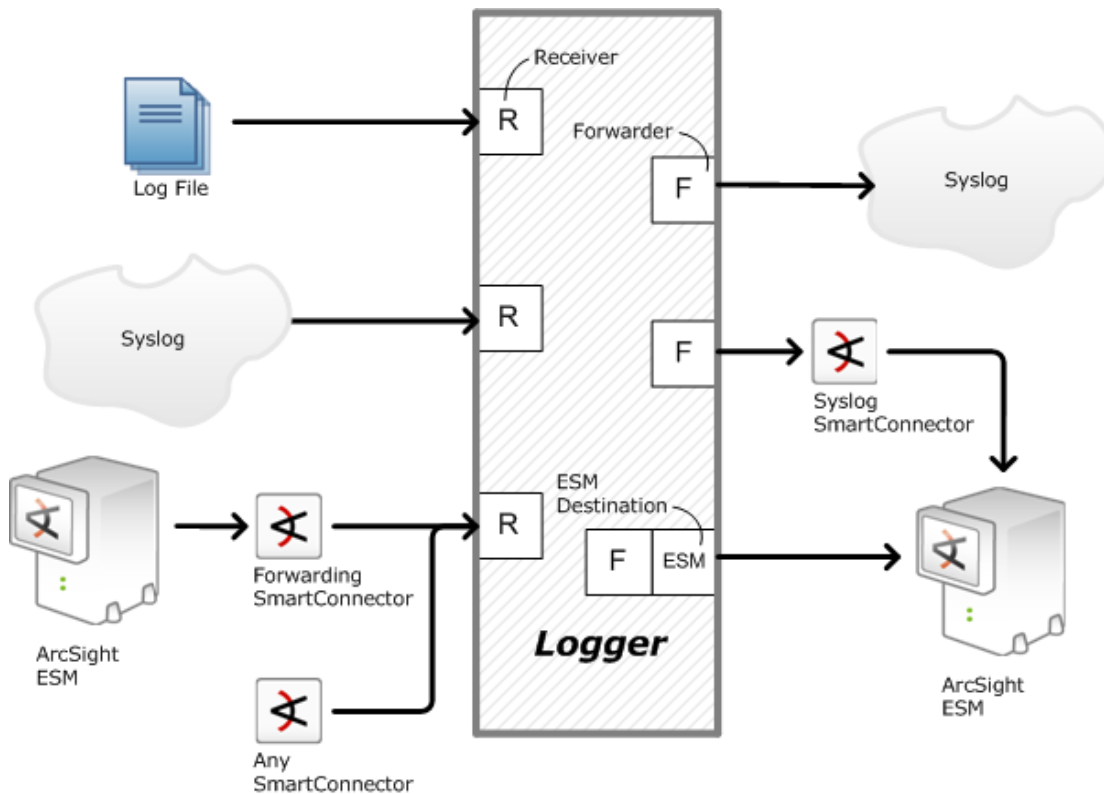 Receiver
R
Log File
Forwarder
F
Syslog
Syslog
R
F
Syslog
SmartConnector
ArcSight
ESM
Forwarding
SmartConnector
R
ESM
Destination
F
ESM
Logger
ArcSight
ESM
Any
SmartConnector